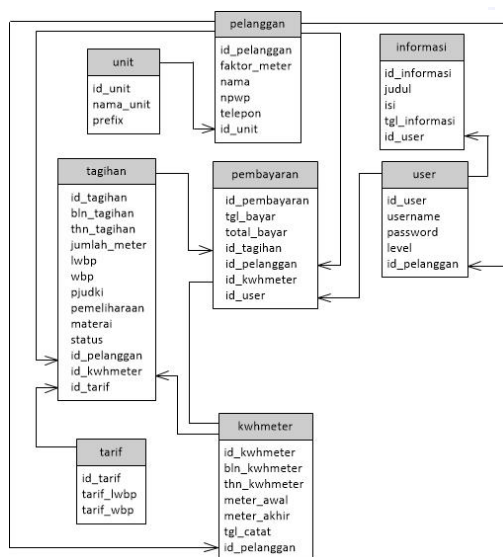 pelanggan
id_pelanggan
faktor_meter
nama
npwp
telepon
id_unit
unit
id_unit
nama_unit
prefix
informasi
id_informasi
judul
isi
tgl_informasi
id_user
tagihan
id_tagihan
bln_tagihan
thn_tagihan
jumlah_meter
lwbp
wbp
pjudki
pemeliharaan
materai
status
id_pelanggan
id_kwhmeter
id_tarif
pembayaran
id_pembayaran
tgl_bayar
total_bayar
id_tagihan
id_pelanggan
id_kwhmeter
id_user
user
id_user
username
password
level
id_pelanggan
tarif
id_tarif
tarif_lwbp
tarif_wbp
kwhmeter
id_kwhmeter
bln_kwhmeter
thn_kwhmeter
meter_awal
meter_akhir
tgl_catat
id_pelanggan